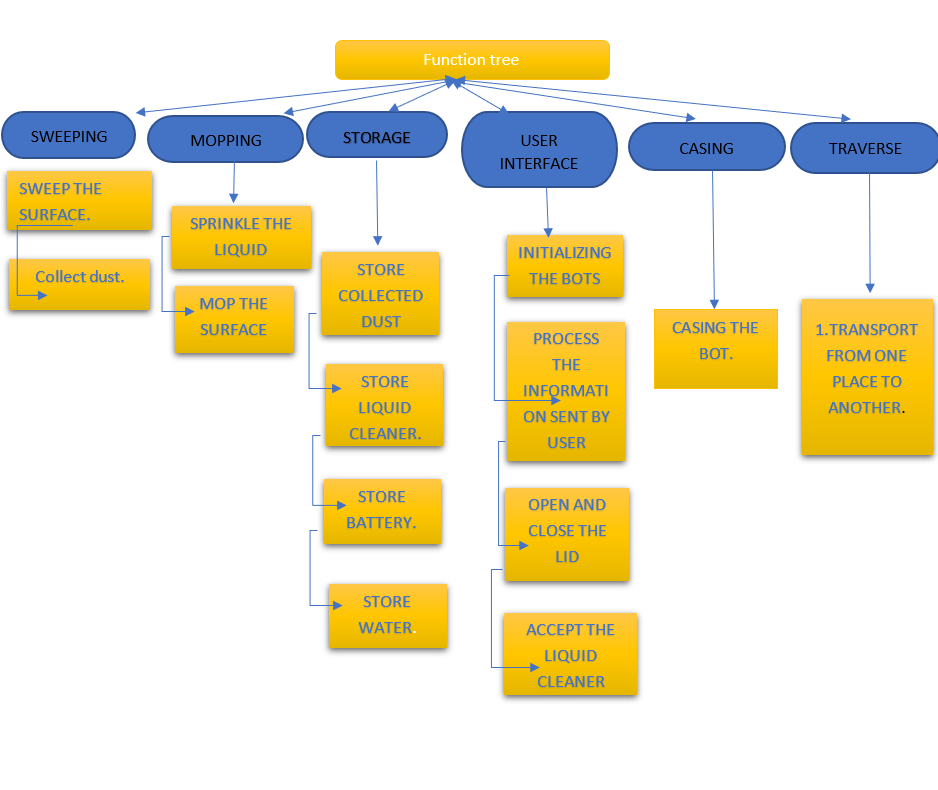 Function tree
SWEEPING
SWEEP THE
SURFACE.
Collect dust.
MOPPING
SPRINKLE THE
LIQUID
MOP THE
SURFACE
STORAGE
STORE
COLLECTED
DUST
STORE
LIQUID
CLEANER.
STORE
BATTERY.
STORE
WATER.
USER
INTERFACE
INITIALIZING
THE BOTS
PROCESS
THE
INFORMATI
ON SENT BY
USER
OPEN AND
CLOSE THE
LID
ACCEPT THE
LIQUID
CLEANER
CASING
CASING THE
BOT.
TRAVERSE
1.TRANSPORT
FROM ONE
PLACE TO
ANOTHER.